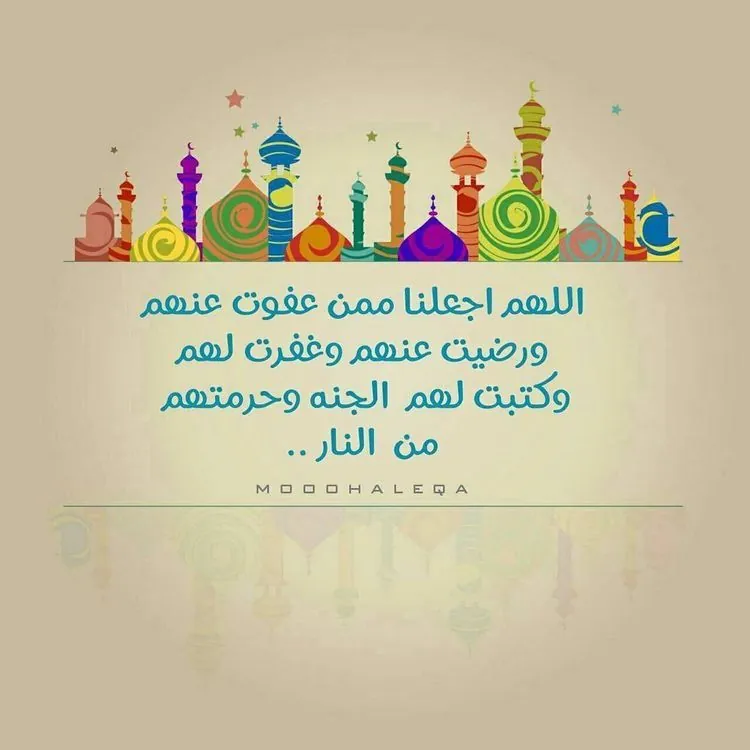 اللهم اجعلنا ممن عفوت عنهم
ورضيت عنهم وغفرت لهم
وكتبت لهم الجنه وحرمتهم
من النار ..
MOOOHALEQA